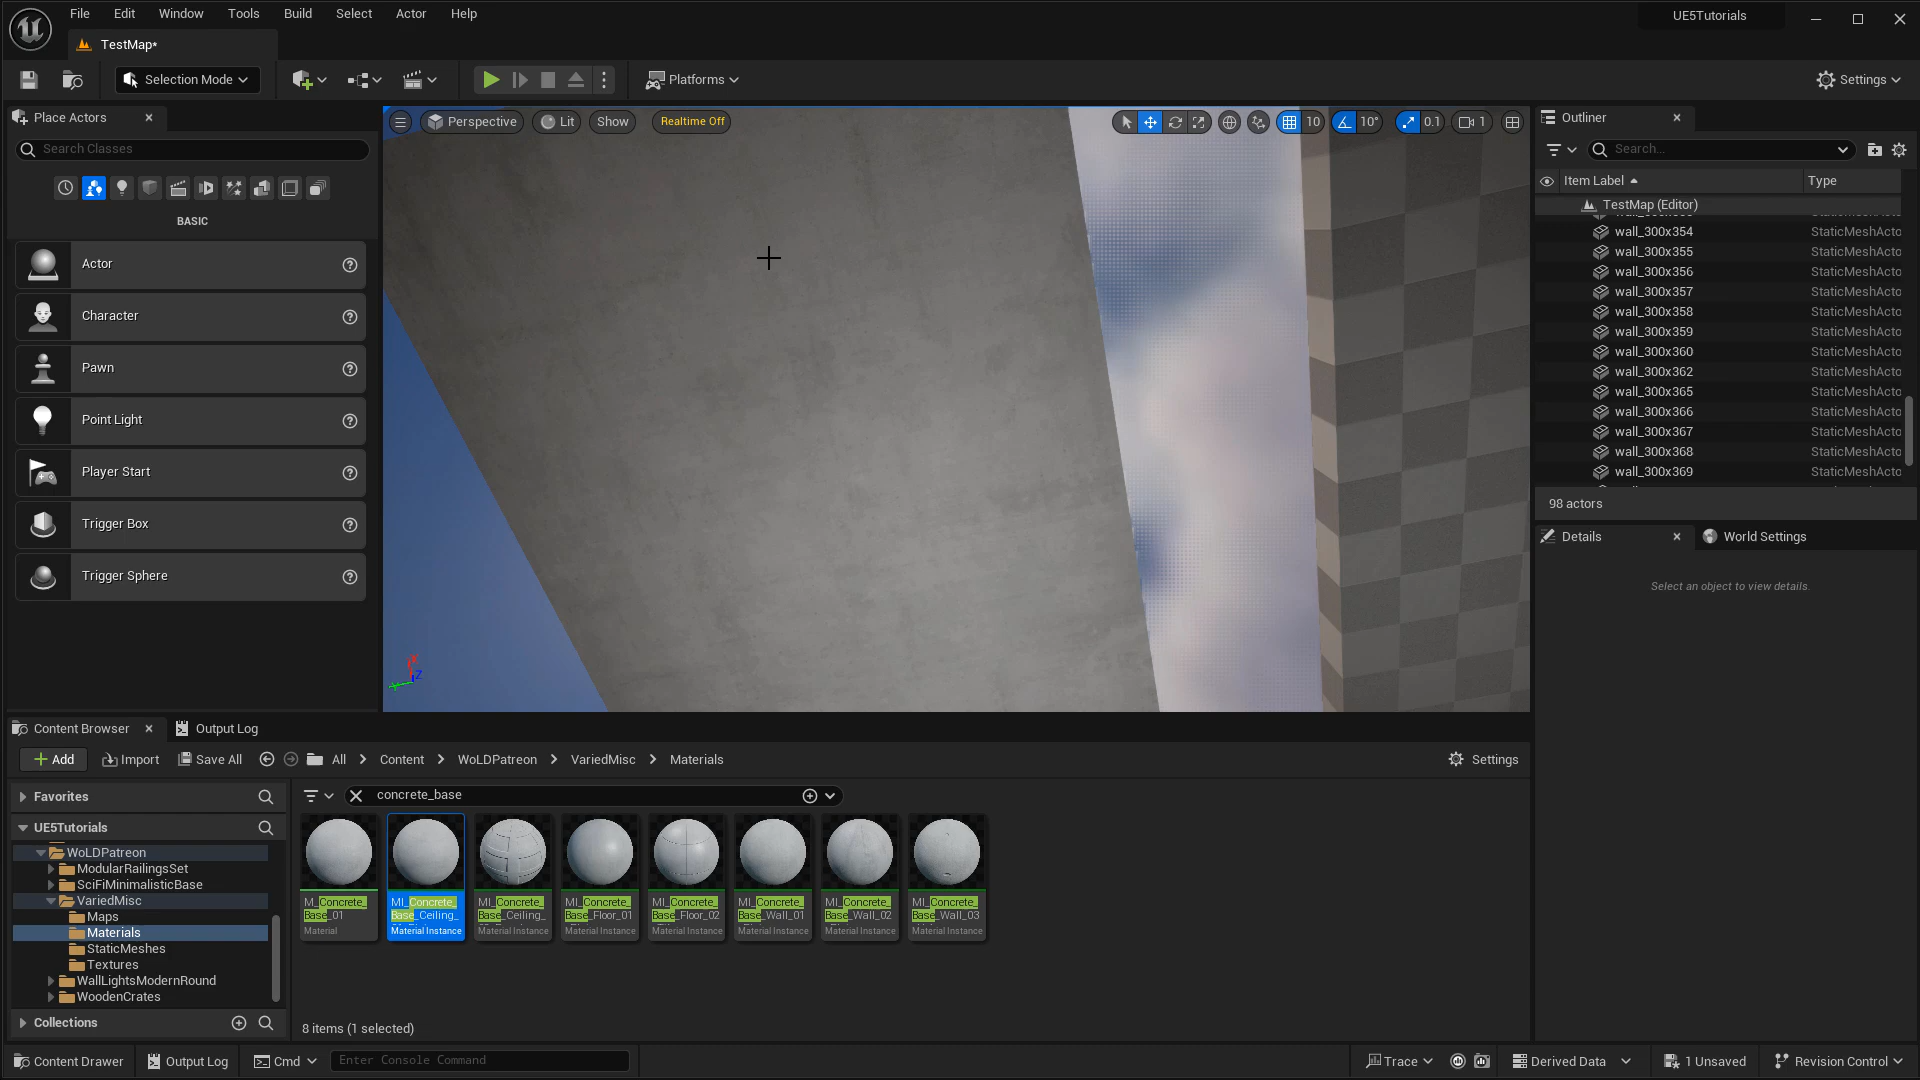 File Edit Window Tools Build Select Actor Help
UE5Tutorials
TestMap*
Selection Mode
Platforms
Settings
Place Actors
Search Classes
BASIC
Actor
Character
Pawn
Point Light
Player Start
Trigger Box
Trigger Sphere
Perspective Lit Show Realtime Off
10 10° 0.1 1
Z
Outliner
Search...
Item Label Type
TestMap (Editor)
wall_300x354 StaticMeshActo
wall_300x355 StaticMeshActo
wall_300x356 StaticMeshActo
wall_300x357 StaticMeshActo
wall_300x358 StaticMeshActo
wall_300x359 StaticMeshActo
wall_300x360 StaticMeshActo
wall_300x362 StaticMeshActo
wall_300x365 StaticMeshActo
wall_300x366 StaticMeshActo
wall_300x367 StaticMeshActo
wall_300x368 StaticMeshActo
wall_300x369 StaticMeshActo
98 actors
Details World Settings
Select an object to view details.
Content Browser Output Log
Add Import Save All All Content WoLDPatreon VariedMisc Materials Settings
Favorites
UE5Tutorials
WoLDPatreon
ModularRailingsSet
SciFiMinimalisticBase
VariedMisc
Maps
Materials
StaticMeshes
Textures
WallLightsModernRound
WoodenCrates
Collections
concrete_base
M_Concrete_
Base_01
Material
MI_Concrete_
Base_Ceiling_
Material Instance
MI_Concrete_
Base_Ceiling_
Material Instance
MI_Concrete_
Base_Floor_01
Material Instance
MI_Concrete_
Base_Floor_02
Material Instance
MI_Concrete_
Base_Wall_01
Material Instance
MI_Concrete_
Base_Wall_02
Material Instance
MI_Concrete_
Base_Wall_03
Material Instance
8 items (1 selected)
Content Drawer Output Log Cmd Enter Console Command Trace Derived Data 1 Unsaved Revision Control